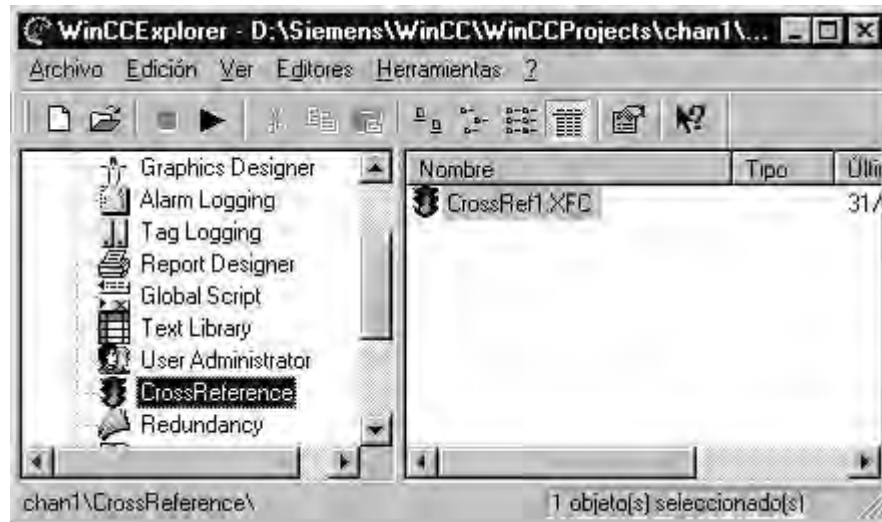 WinCCExplorer - D:\Siemens\WinCC\WinCCProjects\chan1\...
Archivo Edición Ver Editores Herramientas ?
Graphics Designer
Alarm Logging
Tag Logging
Report Designer
Global Script
Text Library
User Administrator
CrossReference
Redundancy
Nombre Tipo Últi
CrossRef1.XFC 31/
chan1\CrossReference\ 1 objeto(s) seleccionado(s)